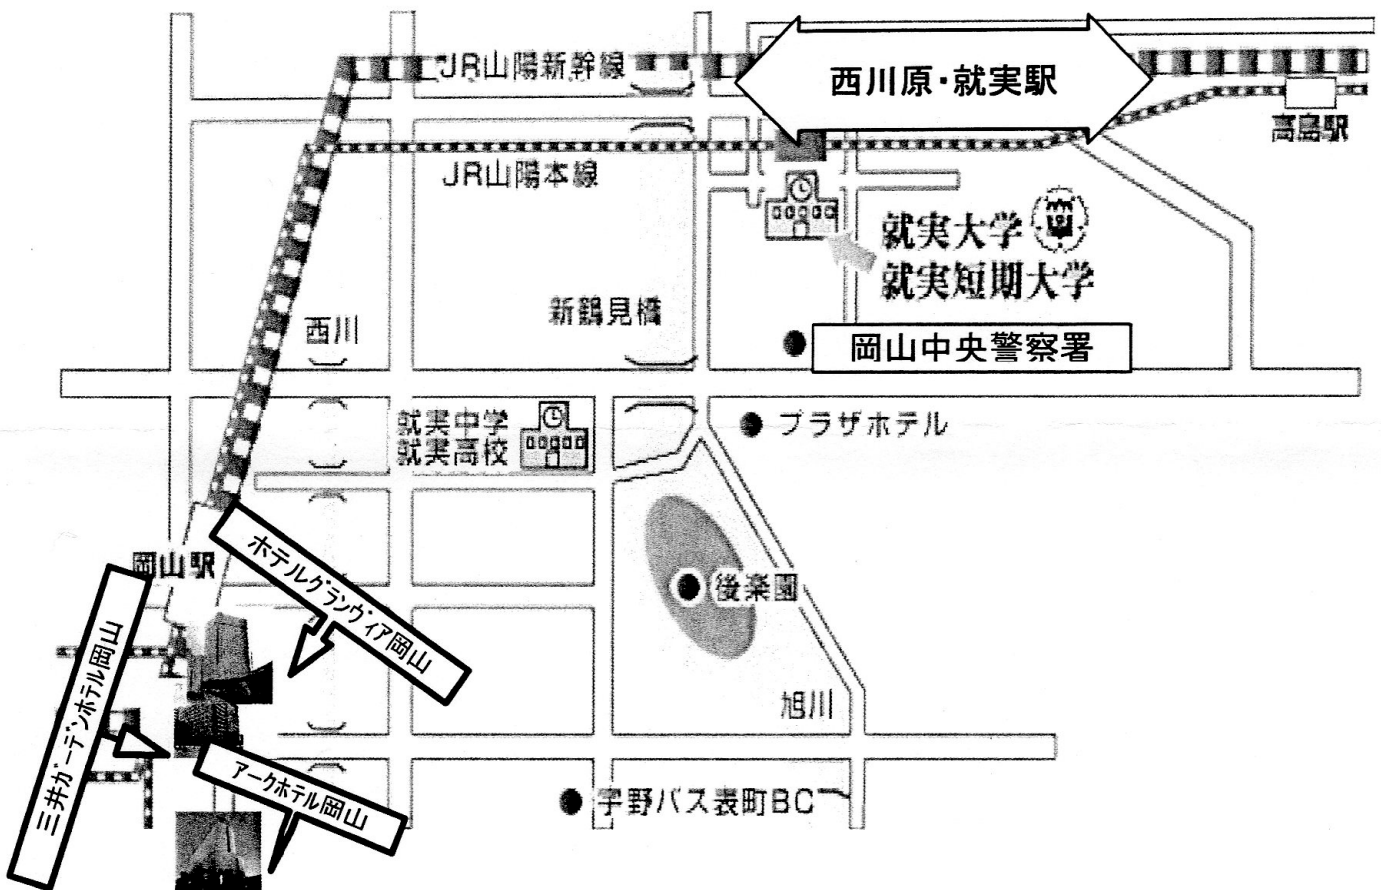 JR山陽新幹線
西川原・就実駅
高島駅
JR山陽本線
就実大学
就実短期大学
西川
新鶴見橋
岡山中央警察署
就実中学
就実高校
プラザホテル
岡山駅
ホテルグランヴィア岡山
後楽園
三井ガーデンホテル岡山
旭川
アークホテル岡山
宇野バス表町BC